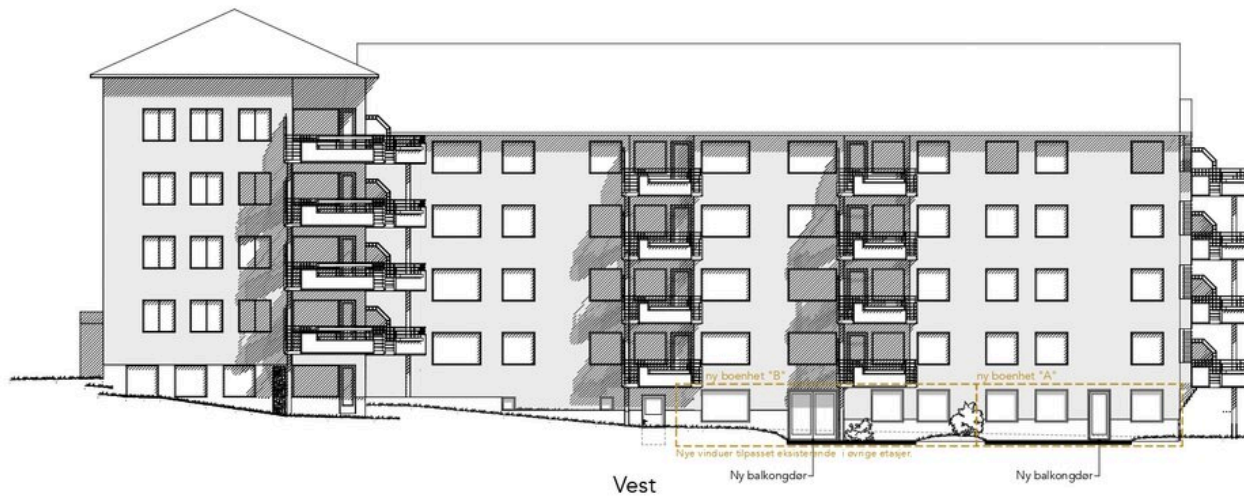 ny boenhet "B"
ny boenhet "A"
Nye vinduer tilpasset eksisterende i øvrige etasjer.
Ny balkongdør
Ny balkongdør
Vest